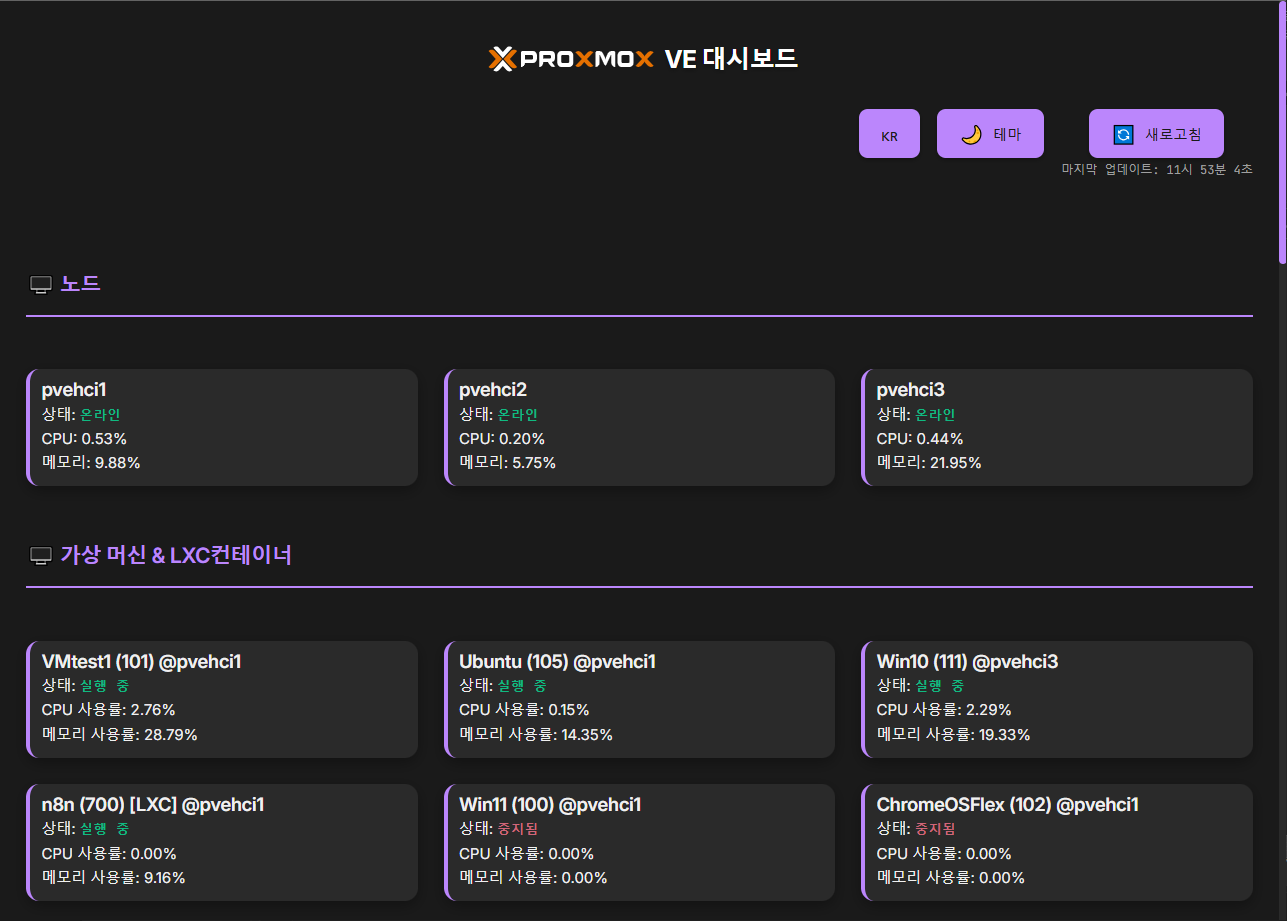 PROXMOX VE 대시보드
KR
테마
새로고침
마지막 업데이트: 11시 53분 4초
노드
pvehci1
상태: 온라인
CPU: 0.53%
메모리: 9.88%
pvehci2
상태: 온라인
CPU: 0.20%
메모리: 5.75%
pvehci3
상태: 온라인
CPU: 0.44%
메모리: 21.95%
가상 머신 & LXC컨테이너
VMtest1 (101) @pvehci1
상태: 실행 중
CPU 사용률: 2.76%
메모리 사용률: 28.79%
Ubuntu (105) @pvehci1
상태: 실행 중
CPU 사용률: 0.15%
메모리 사용률: 14.35%
Win10 (111) @pvehci3
상태: 실행 중
CPU 사용률: 2.29%
메모리 사용률: 19.33%
n8n (700) [LXC] @pvehci1
상태: 실행 중
CPU 사용률: 0.00%
메모리 사용률: 9.16%
Win11 (100) @pvehci1
상태: 중지됨
CPU 사용률: 0.00%
메모리 사용률: 0.00%
ChromeOSFlex (102) @pvehci1
상태: 중지됨
CPU 사용률: 0.00%
메모리 사용률: 0.00%